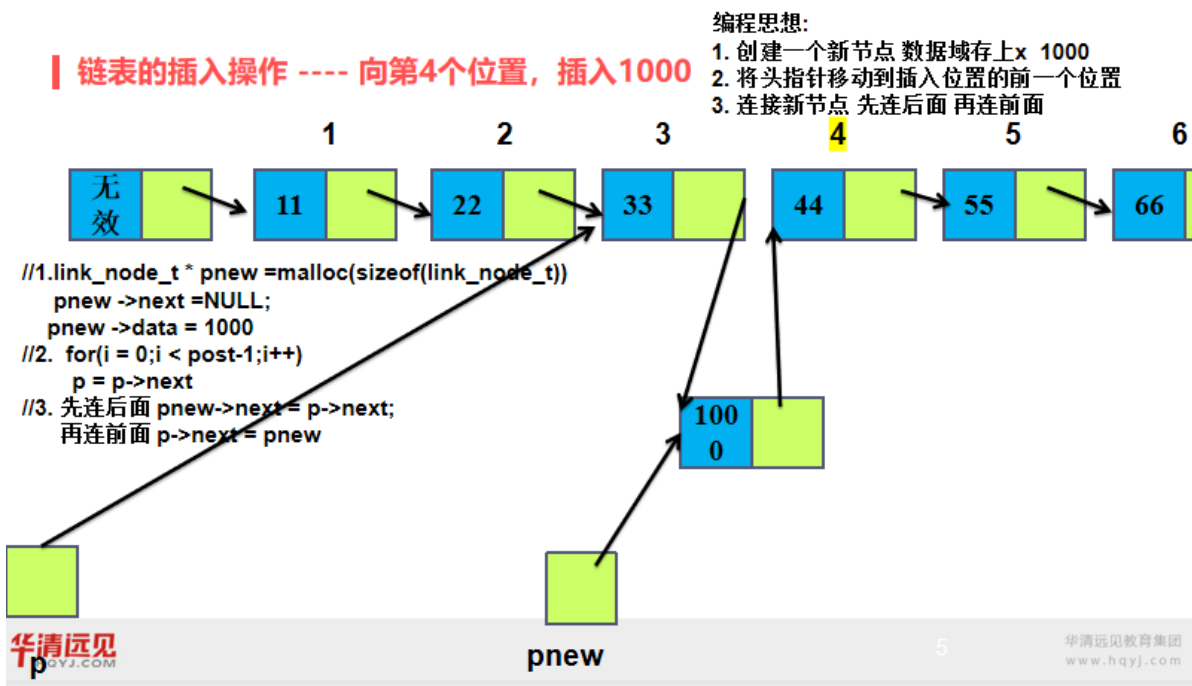 编程思想:
1. 创建一个新节点 数据域存上x 1000
2. 将头指针移动到插入位置的前一个位置
3. 连接新节点 先连后面 再连前面
链表的插入操作 ---- 向第4个位置，插入1000
1 2 3 4 5 6
无效 11 22 33 44 55 66
//1.link_node_t * pnew =malloc(sizeof(link_node_t))
pnew ->next =NULL;
pnew ->data = 1000
//2. for(i = 0;i < post-1;i++)
p = p->next
//3. 先连后面 pnew->next = p->next;
再连前面 p->next = pnew
100
0
华清远见
HQYJ.COM
p
pnew
5
华清远见教育集团
www.hqyj.com